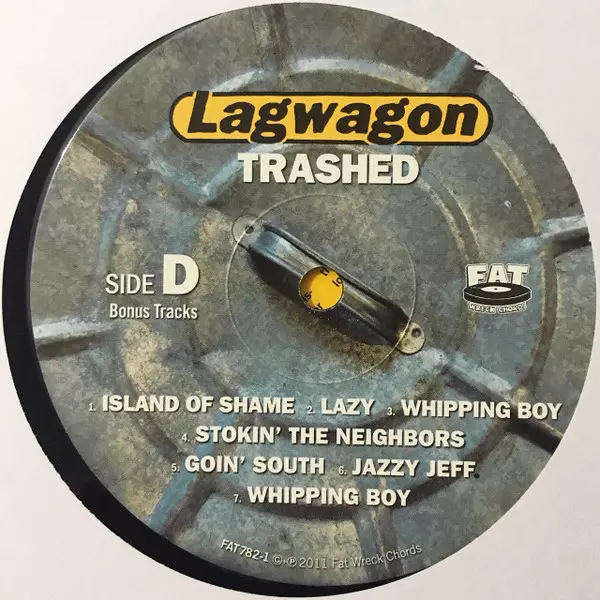 Lagwagon
TRASHED
SIDE D
Bonus Tracks
FAT
WRECK CHORDS
1. ISLAND OF SHAME 2. LAZY 3. WHIPPING BOY
4. STOKIN' THE NEIGHBORS
5. GOIN' SOUTH 6. JAZZY JEFF
7. WHIPPING BOY
FAT782-1 ©+℗ 2011 Fat Wreck Chords